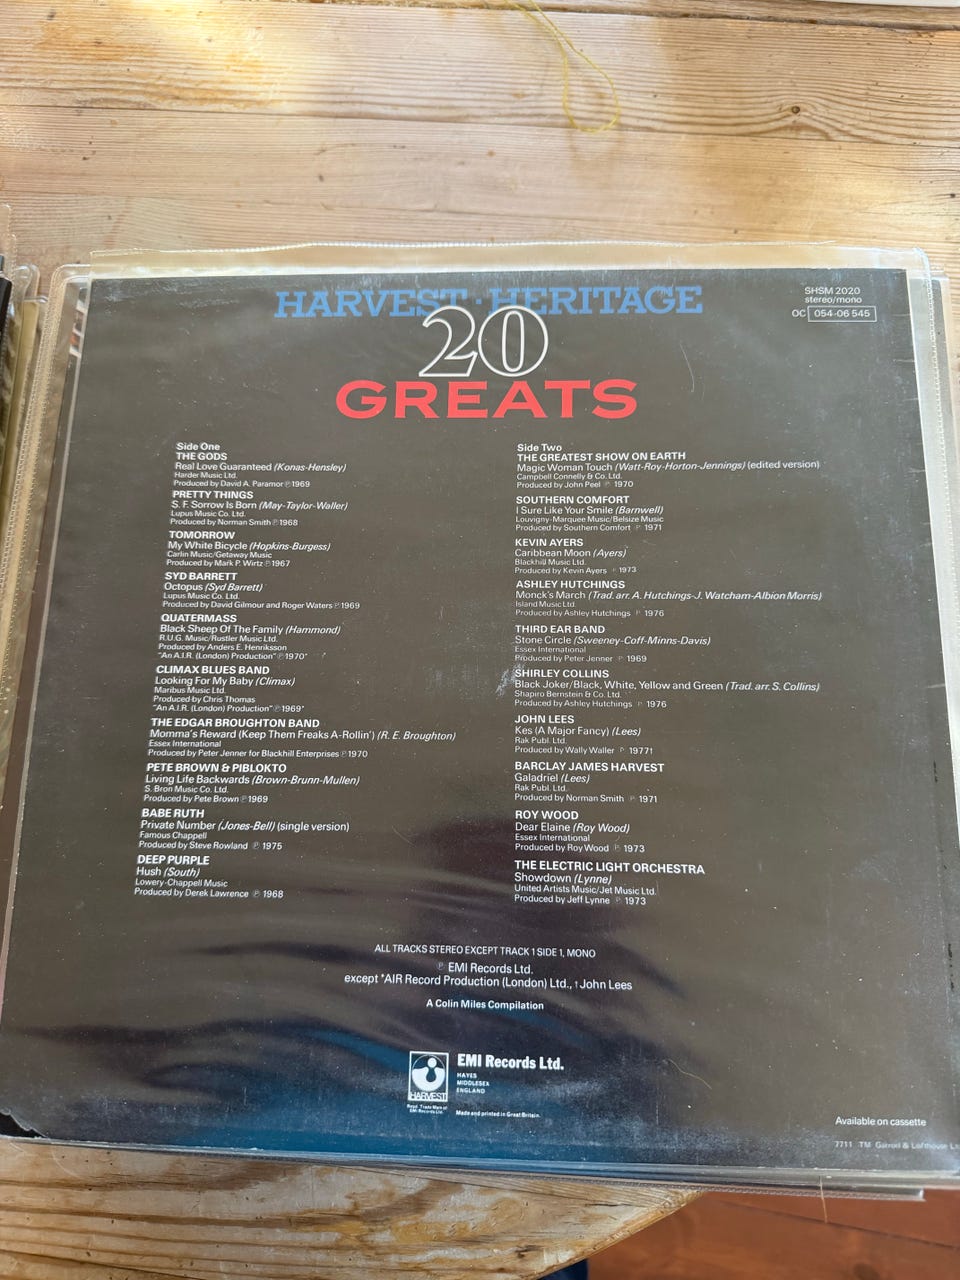 HARVEST · HERITAGE
20
GREATS
SHSM 2020
stereo/mono
OC 054-06 545
Side One
THE GODS
Real Love Guaranteed (Konas-Hensley)
Harder Music Ltd.
Produced by David A. Paramor ℗ 1969
PRETTY THINGS
S. F. Sorrow Is Born (May-Taylor-Waller)
Lupus Music Co. Ltd.
Produced by Norman Smith ℗ 1968
TOMORROW
My White Bicycle (Hopkins-Burgess)
Carlin Music/Getaway Music
Produced by Mark P. Wirtz ℗ 1967
SYD BARRETT
Octopus (Syd Barrett)
Lupus Music Co. Ltd.
Produced by David Gilmour and Roger Waters ℗ 1969
QUATERMASS
Black Sheep Of The Family (Hammond)
R.U.G. Music/Rustler Music Ltd.
Produced by Anders E. Henriksson
"An A.I.R. (London) Production" ℗ 1970*
CLIMAX BLUES BAND
Looking For My Baby (Climax)
Maribus Music Ltd.
Produced by Chris Thomas
"An A.I.R. (London) Production" ℗ 1969*
THE EDGAR BROUGHTON BAND
Momma's Reward (Keep Them Freaks A-Rollin') (R. E. Broughton)
Essex International
Produced by Peter Jenner for Blackhill Enterprises ℗ 1970
PETE BROWN & PIBLOKTO
Living Life Backwards (Brown-Brunn-Mullen)
S. Bron Music Co. Ltd.
Produced by Pete Brown ℗ 1969
BABE RUTH
Private Number (Jones-Bell) (single version)
Famous Chappell
Produced by Steve Rowland ℗ 1975
DEEP PURPLE
Hush (South)
Lowery-Chappell Music
Produced by Derek Lawrence ℗ 1968
Side Two
THE GREATEST SHOW ON EARTH
Magic Woman Touch (Watt-Roy-Horton-Jennings) (edited version)
Campbell Connelly & Co. Ltd.
Produced by John Peel ℗ 1970
SOUTHERN COMFORT
I Sure Like Your Smile (Barnwell)
Louvigny-Marquee Music/Belsize Music
Produced by Southern Comfort ℗ 1971
KEVIN AYERS
Caribbean Moon (Ayers)
Blackhill Music Ltd.
Produced by Kevin Ayers ℗ 1973
ASHLEY HUTCHINGS
Monck's March (Trad. arr. A. Hutchings-J. Watcham-Albion Morris)
Island Music Ltd.
Produced by Ashley Hutchings ℗ 1976
THIRD EAR BAND
Stone Circle (Sweeney-Coff-Minns-Davis)
Essex International
Produced by Peter Jenner ℗ 1969
SHIRLEY COLLINS
Black Joker/Black, White, Yellow and Green (Trad. arr. S. Collins)
Shapiro Bernstein & Co. Ltd.
Produced by Ashley Hutchings ℗ 1976
JOHN LEES
Kes (A Major Fancy) (Lees)
Rak Publ. Ltd.
Produced by Wally Waller ℗ 1977†
BARCLAY JAMES HARVEST
Galadriel (Lees)
Rak Publ. Ltd.
Produced by Norman Smith ℗ 1971
ROY WOOD
Dear Elaine (Roy Wood)
Essex International
Produced by Roy Wood ℗ 1973
THE ELECTRIC LIGHT ORCHESTRA
Showdown (Lynne)
United Artists Music/Jet Music Ltd.
Produced by Jeff Lynne ℗ 1973
ALL TRACKS STEREO EXCEPT TRACK 1 SIDE 1, MONO
℗ EMI Records Ltd.
except *AIR Record Production (London) Ltd., †John Lees
A Colin Miles Compilation
HARVEST
Regd. Trade Mark of
EMI Records Ltd.
EMI Records Ltd.
HAYES
MIDDLESEX
ENGLAND
Made and printed in Great Britain.
Available on cassette
7711 TM Garrod & Lofthouse